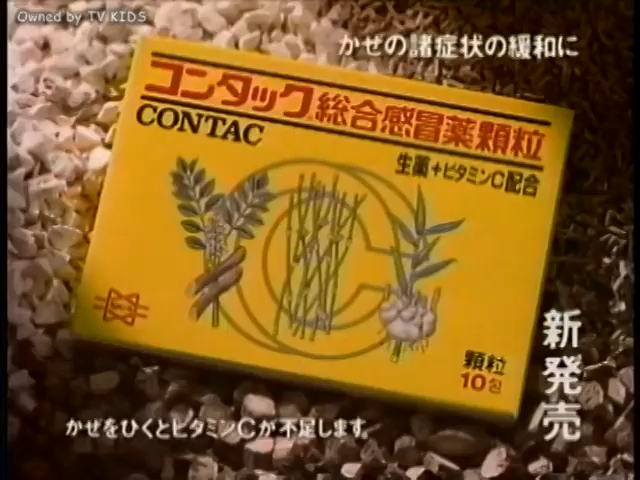 Owned by TV KIDS
かぜの諸症状の緩和に
コンタック総合感冒薬顆粒
CONTAC
生薬+ビタミンC配合
顆粒
10包
新発売
かぜをひくとビタミンCが不足します。